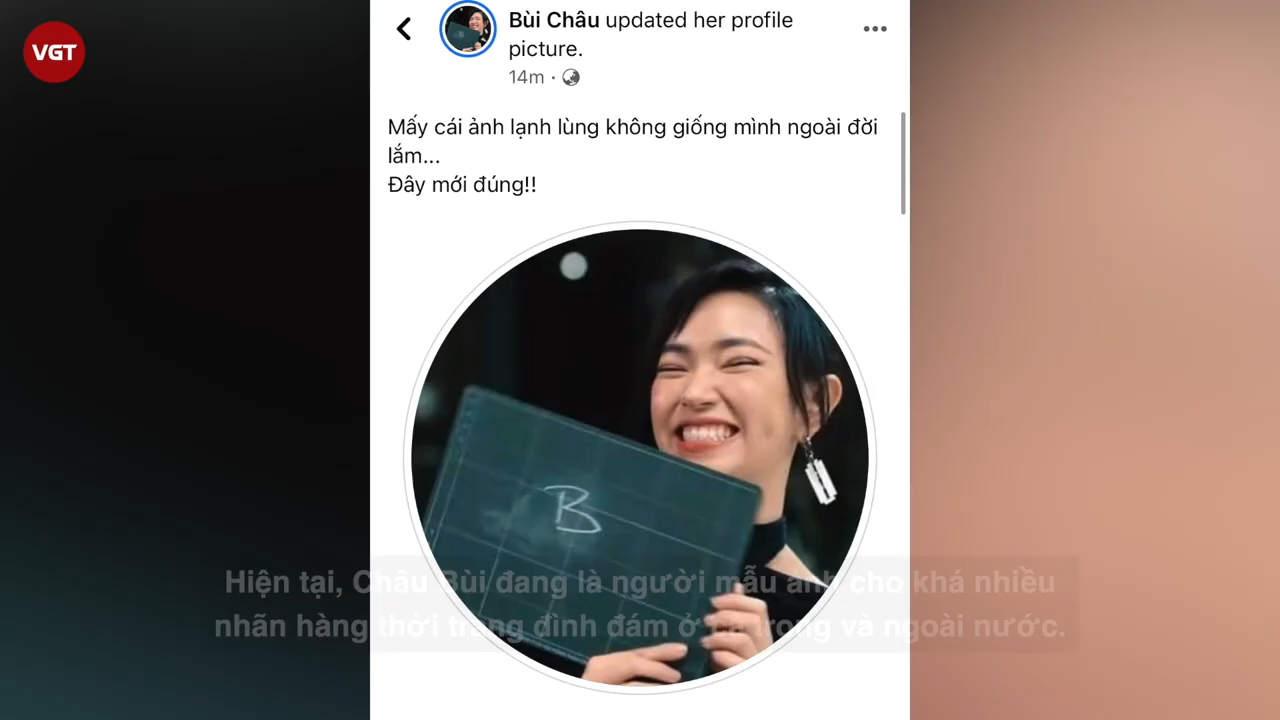 VGT
Bùi Châu updated her profile
picture.
14m ·
Mấy cái ảnh lạnh lùng không giống mình ngoài đời
lắm...
Đây mới đúng!!
B
Hiện tại, Châu Bùi đang là người mẫu ảnh cho khá nhiều
nhãn hàng thời trang đình đám ở cả trong và ngoài nước.